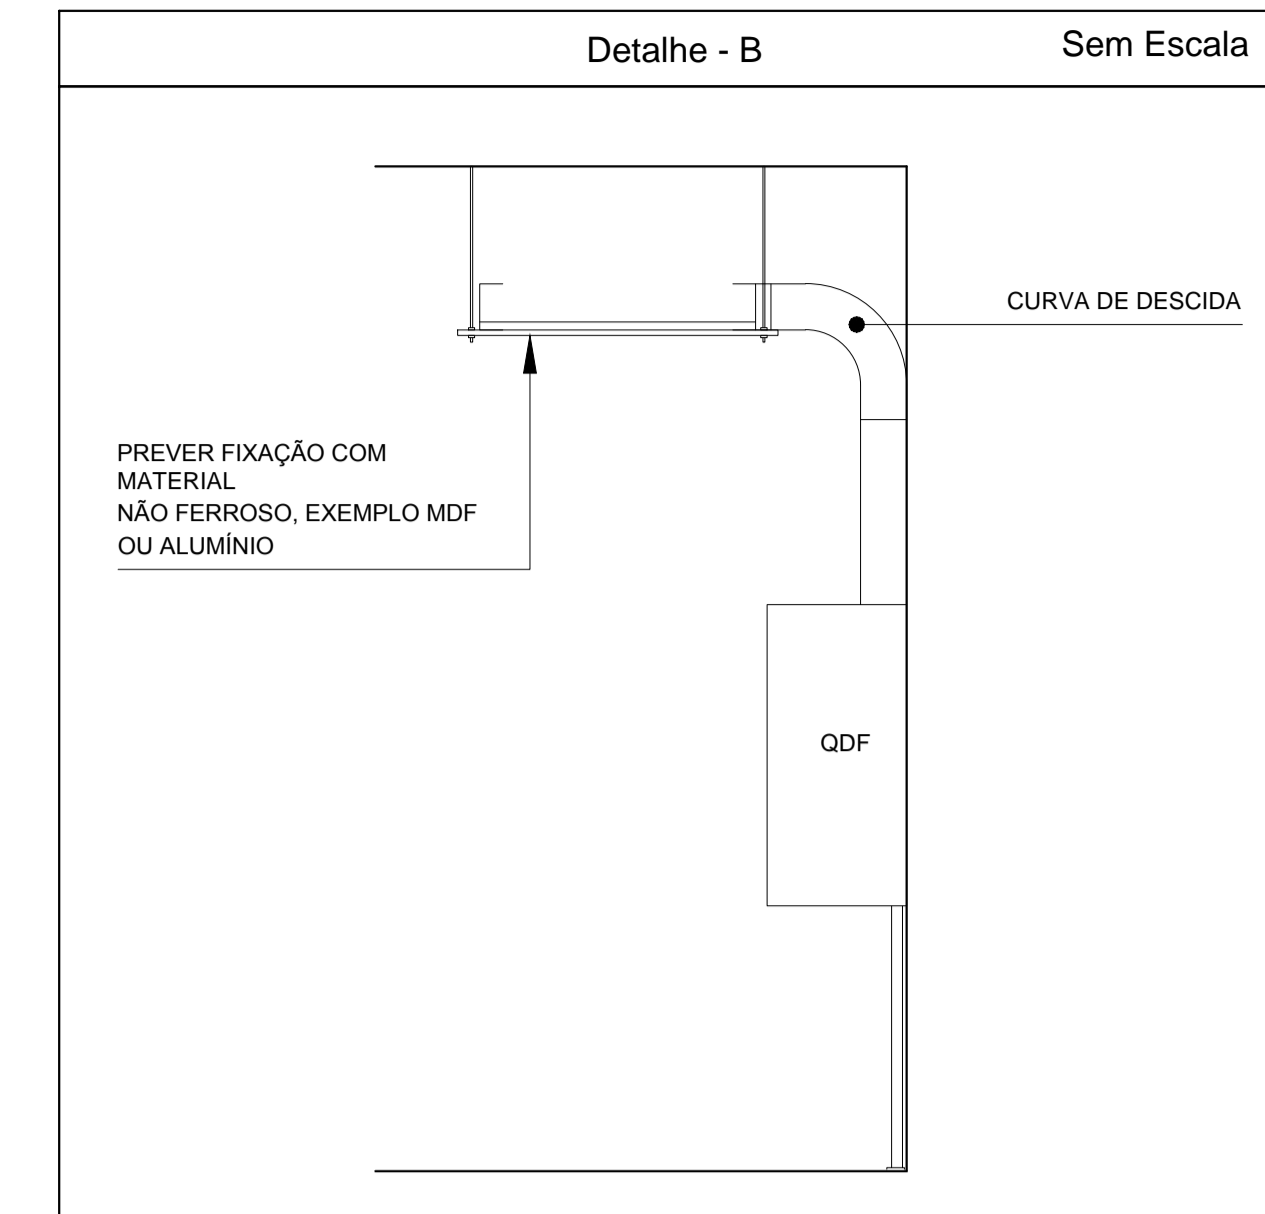 Detalhe - B
Sem Escala
CURVA DE DESCIDA
PREVER FIXAÇÃO COM
MATERIAL
NÃO FERROSO, EXEMPLO MDF
OU ALUMÍNIO
QDF